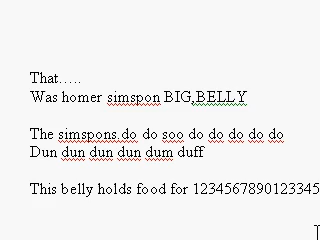 That.....
Was homer simspon BIG,BELLY
The simspons.do do soo do do do do do
Dun dun dun dun dum duff
This belly holds food for 1234567890123345